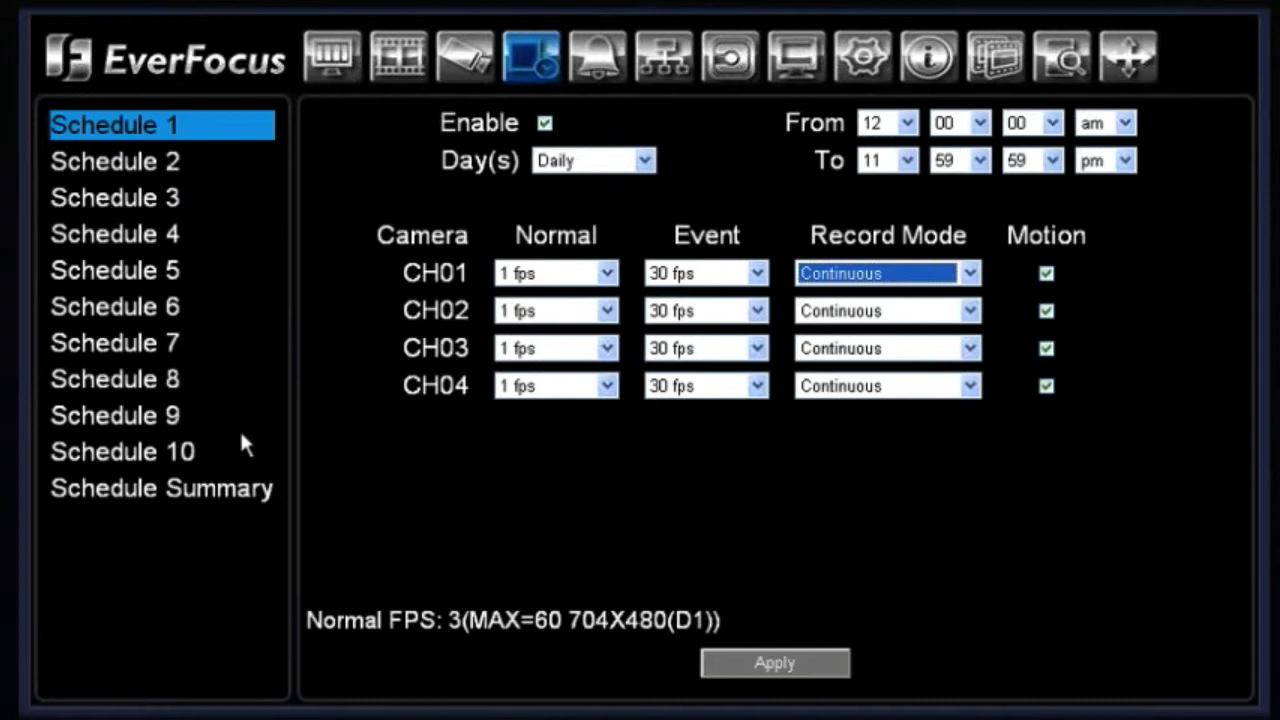 EverFocus
Schedule 1
Schedule 2
Schedule 3
Schedule 4
Schedule 5
Schedule 6
Schedule 7
Schedule 8
Schedule 9
Schedule 10
Schedule Summary
Enable From 12 00 00 am
Day(s) Daily To 11 59 59 pm
Camera Normal Event Record Mode Motion
CH01 1 fps 30 fps Continuous
CH02 1 fps 30 fps Continuous
CH03 1 fps 30 fps Continuous
CH04 1 fps 30 fps Continuous
Normal FPS: 3(MAX=60 704X480(D1))
Apply